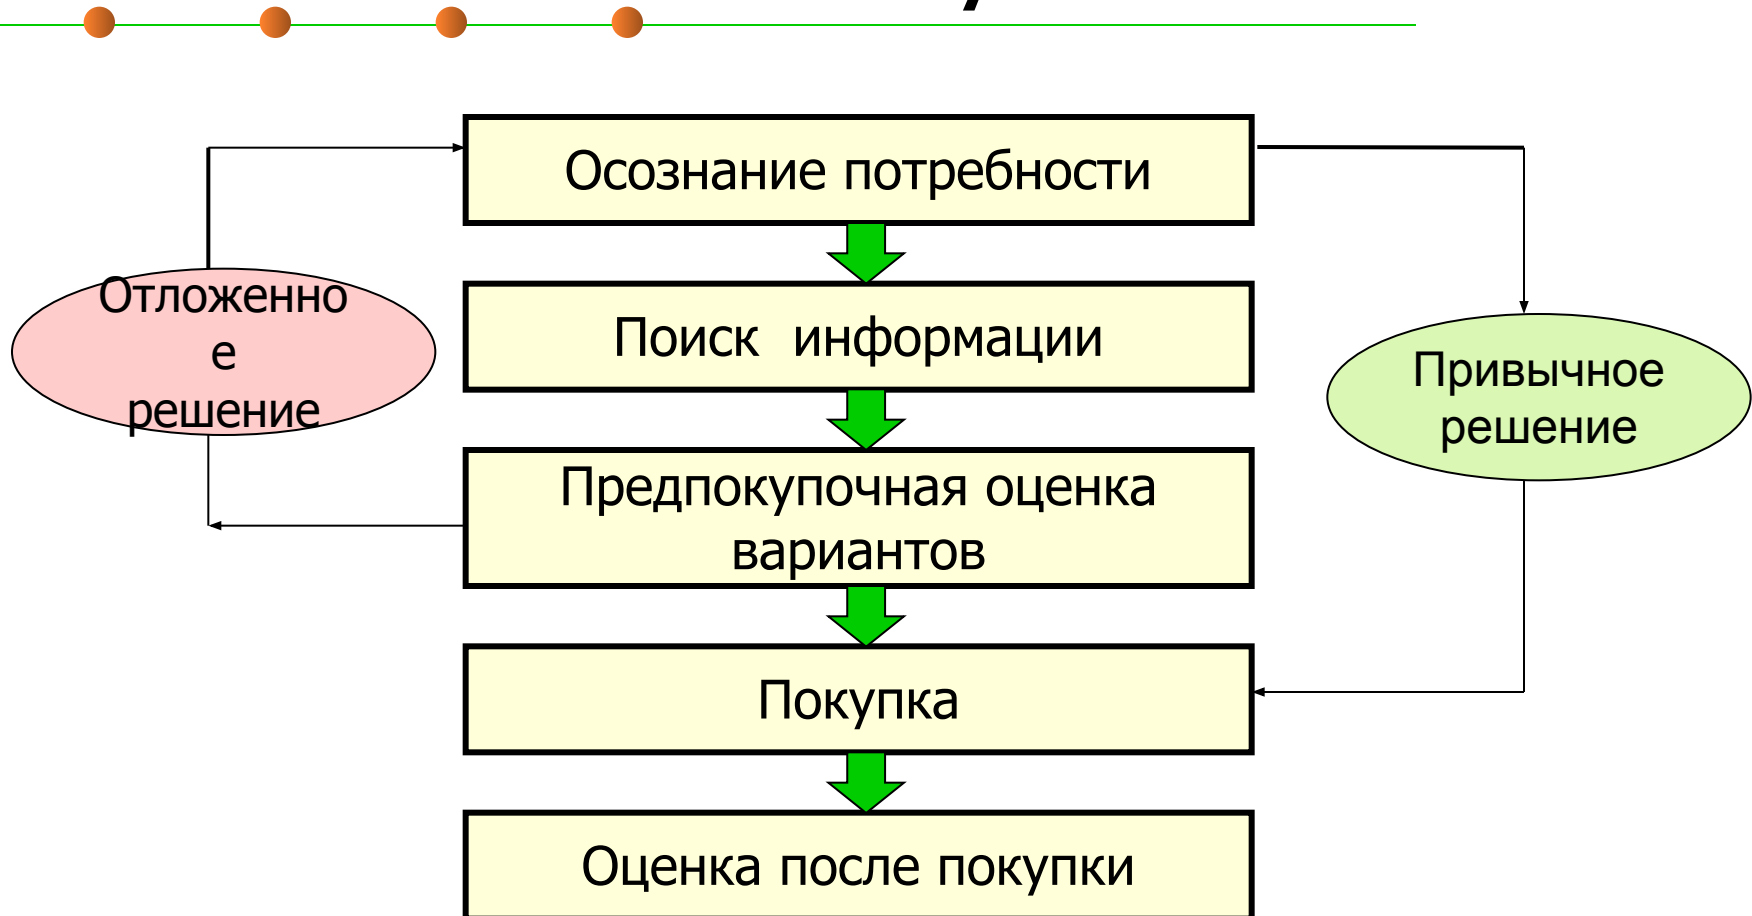 Осознание потребности
Отложенно
е
решение
Поиск информации
Привычное
решение
Предпокупочная оценка
вариантов
Покупка
Оценка после покупки